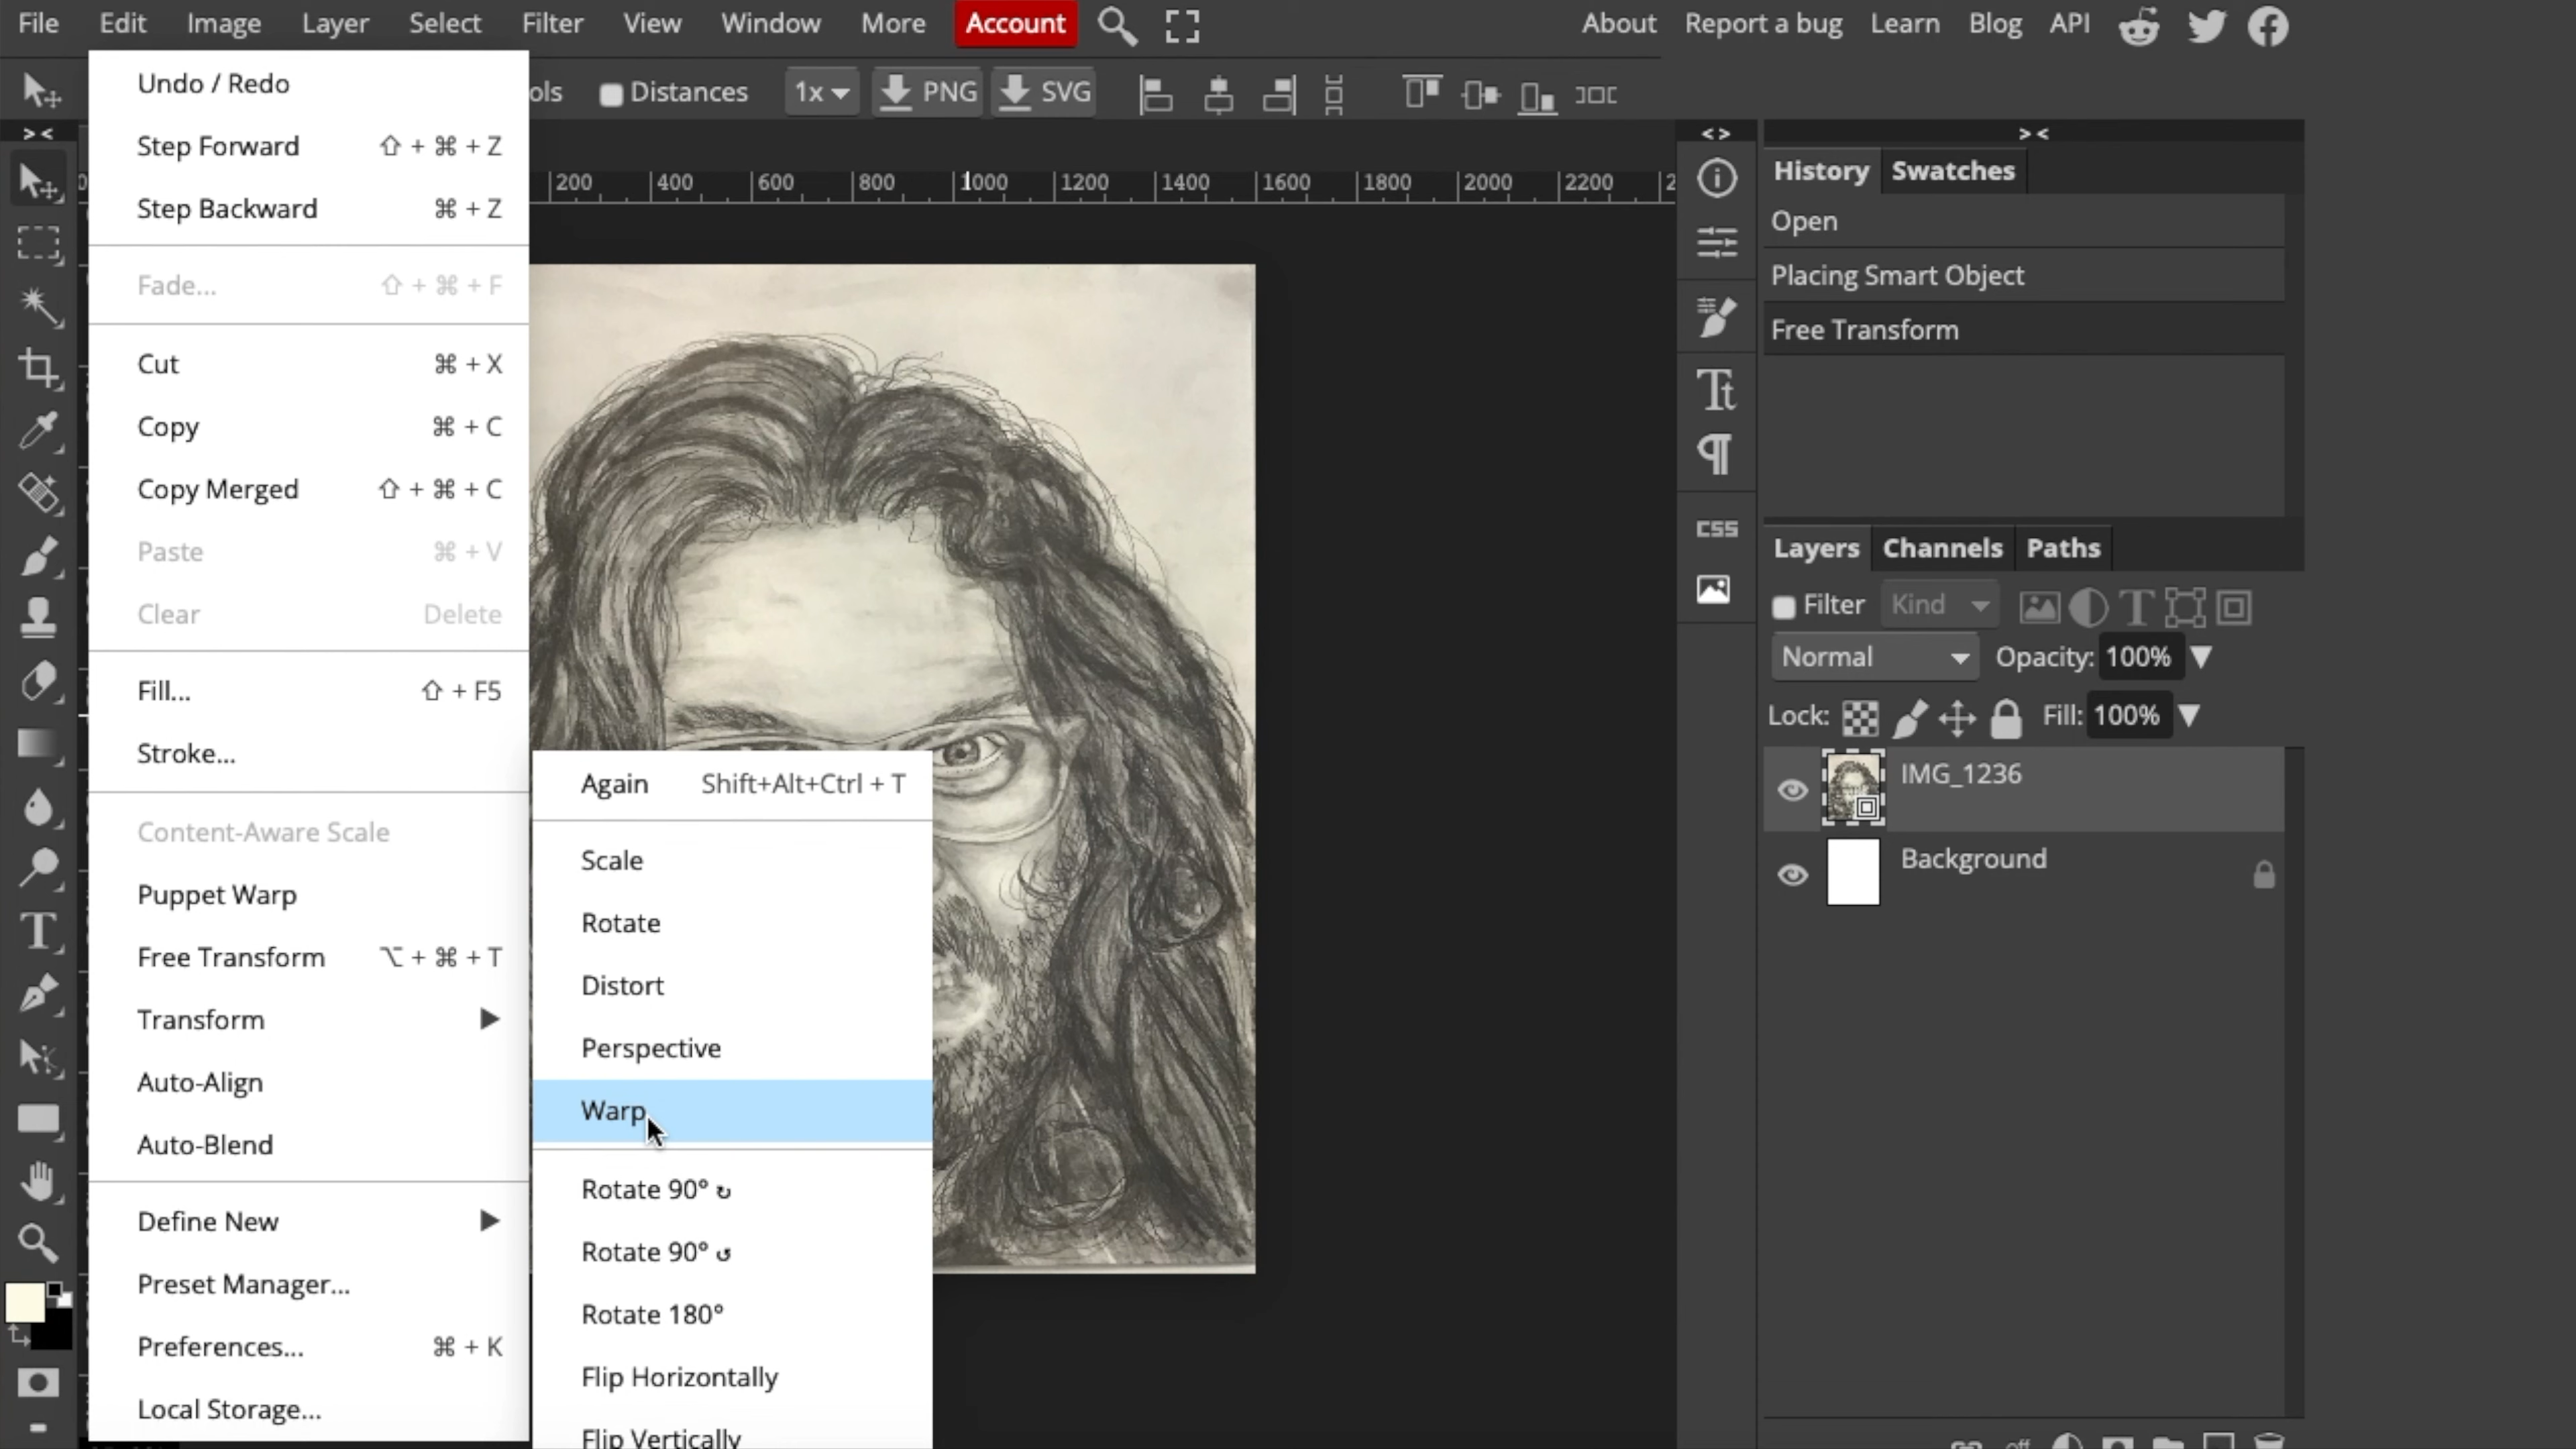 File Edit Image Layer Select Filter View Window More Account About Report a bug Learn Blog API
ols Distances 1x PNG SVG
> < < > > <
0 200 400 600 800 1000 1200 1400 1600 1800 2000 2200 2
Undo / Redo
Step Forward ⇧ + ⌘ + Z
Step Backward ⌘ + Z
Fade... ⇧ + ⌘ + F
Cut ⌘ + X
Copy ⌘ + C
Copy Merged ⇧ + ⌘ + C
Paste ⌘ + V
Clear Delete
Fill... ⇧ + F5
Stroke...
Content-Aware Scale
Puppet Warp
Free Transform ⌥ + ⌘ + T
Transform ▶
Auto-Align
Auto-Blend
Define New ▶
Preset Manager...
Preferences... ⌘ + K
Local Storage...
Again Shift+Alt+Ctrl + T
Scale
Rotate
Distort
Perspective
Warp
Rotate 90° ↻
Rotate 90° ↺
Rotate 180°
Flip Horizontally
Flip Vertically
CSS
History Swatches
Open
Placing Smart Object
Free Transform
Layers Channels Paths
Filter Kind
Normal Opacity: 100%
Lock: Fill: 100%
IMG_1236
Background
off